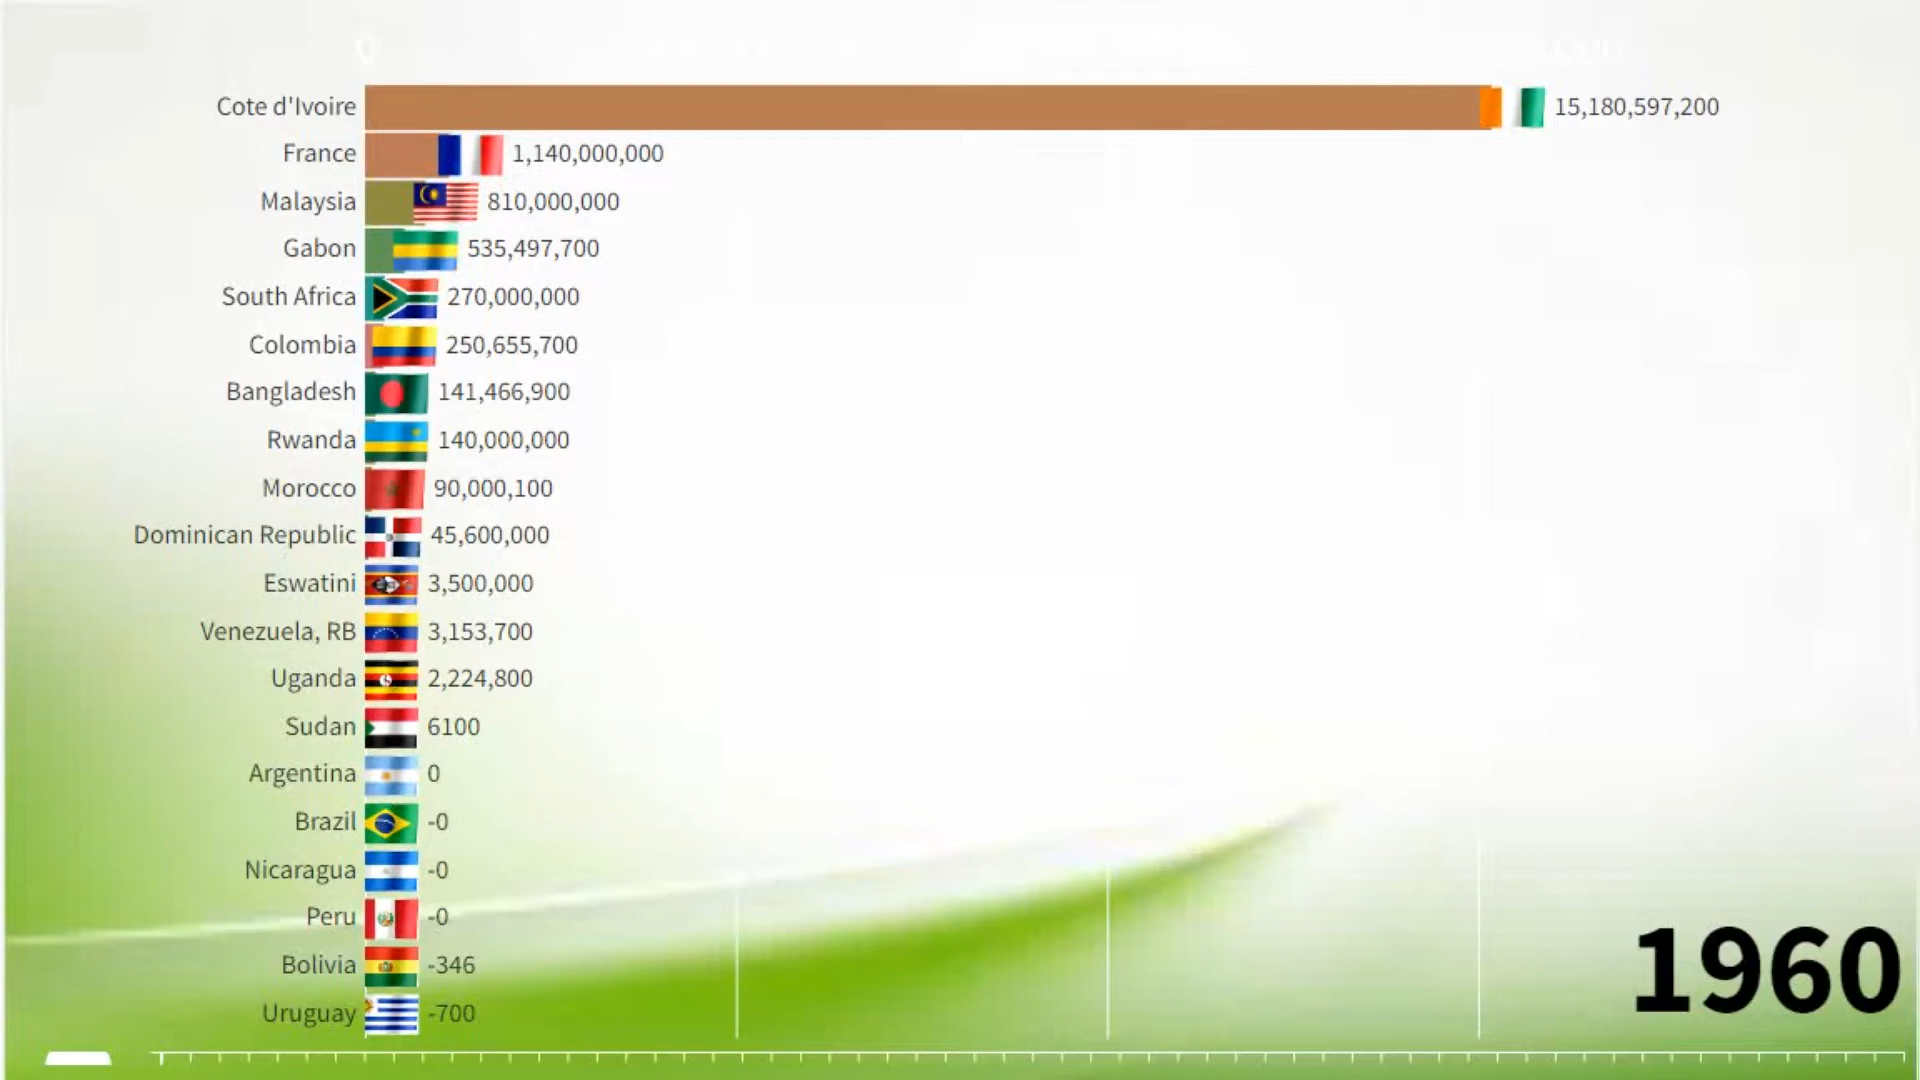 0
Cote d'Ivoire 15,180,597,200
France 1,140,000,000
Malaysia 810,000,000
Gabon 535,497,700
South Africa 270,000,000
Colombia 250,655,700
Bangladesh 141,466,900
Rwanda 140,000,000
Morocco 90,000,100
Dominican Republic 45,600,000
Eswatini 3,500,000
Venezuela, RB 3,153,700
Uganda 2,224,800
Sudan 6100
Argentina 0
Brazil -0
Nicaragua -0
Peru -0
Bolivia -346
Uruguay -700
1960